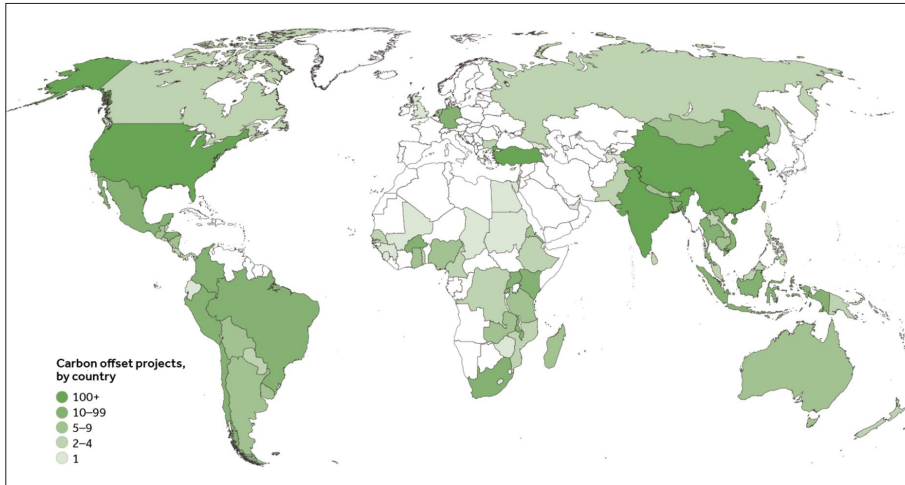 Carbon offset projects,
by country
100+
10–99
5–9
2–4
1